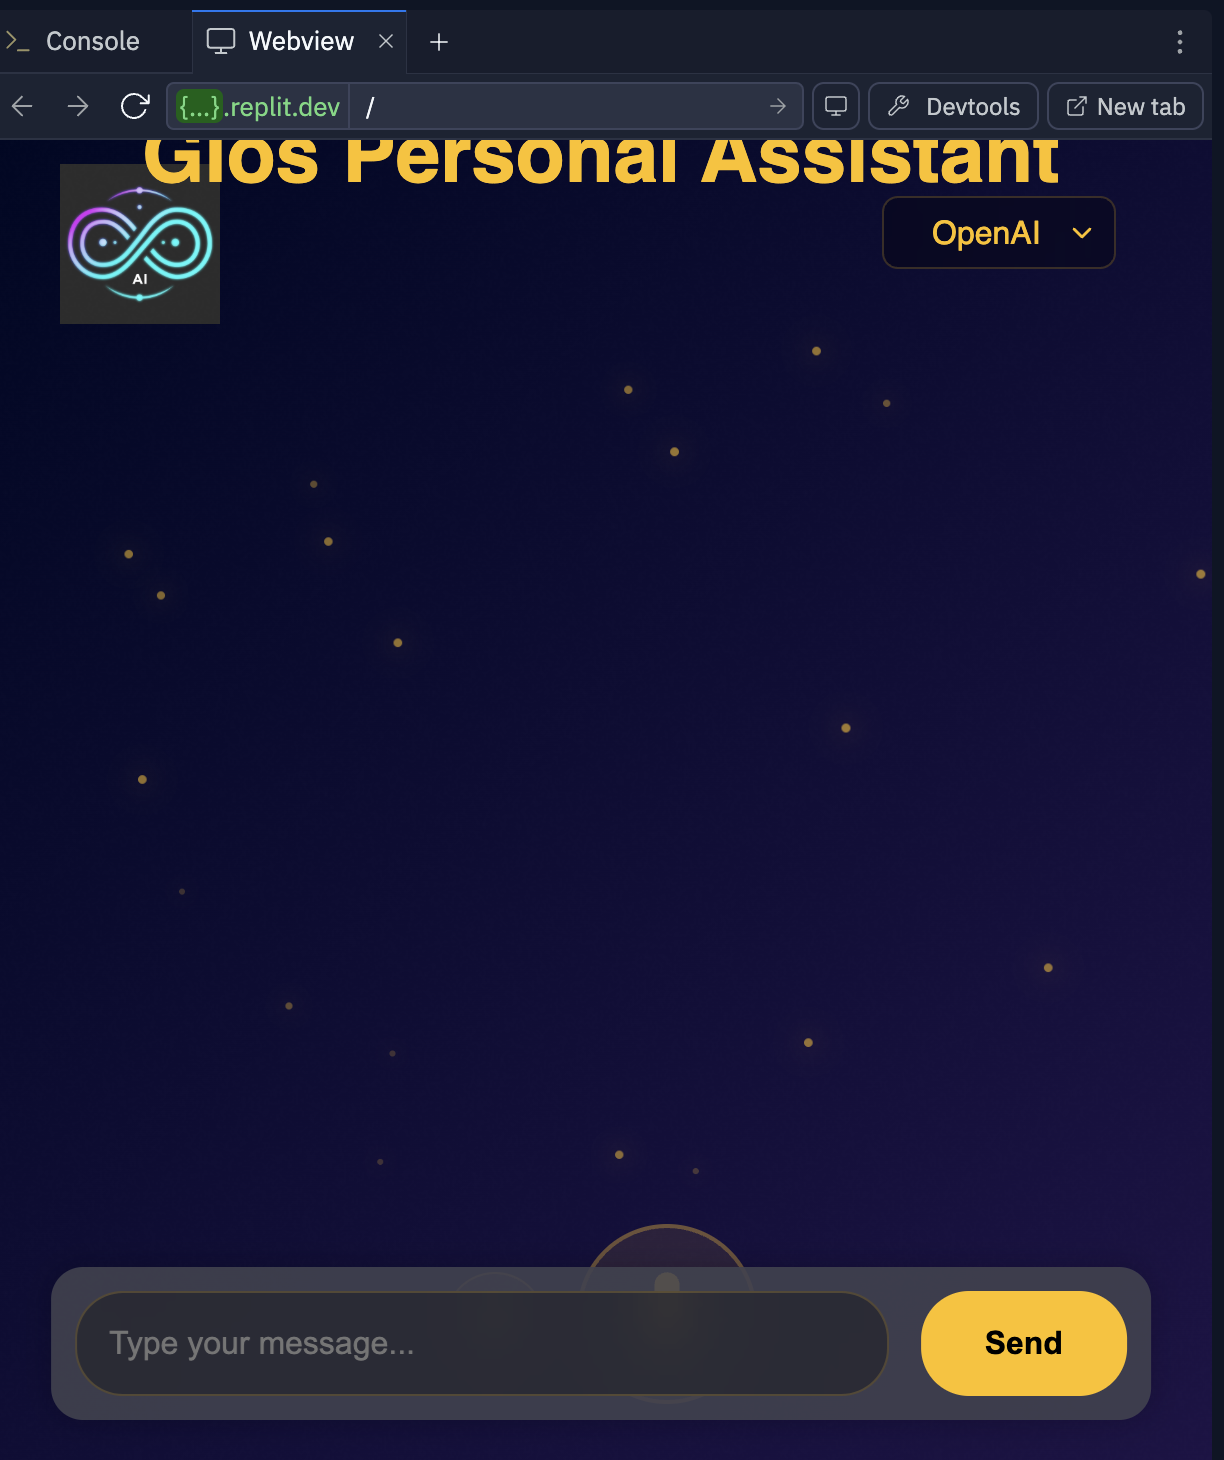 Console
Webview
{...}.replit.dev /
Devtools
New tab
Glos Personal Assistant
AI
OpenAI
Type your message...
Send